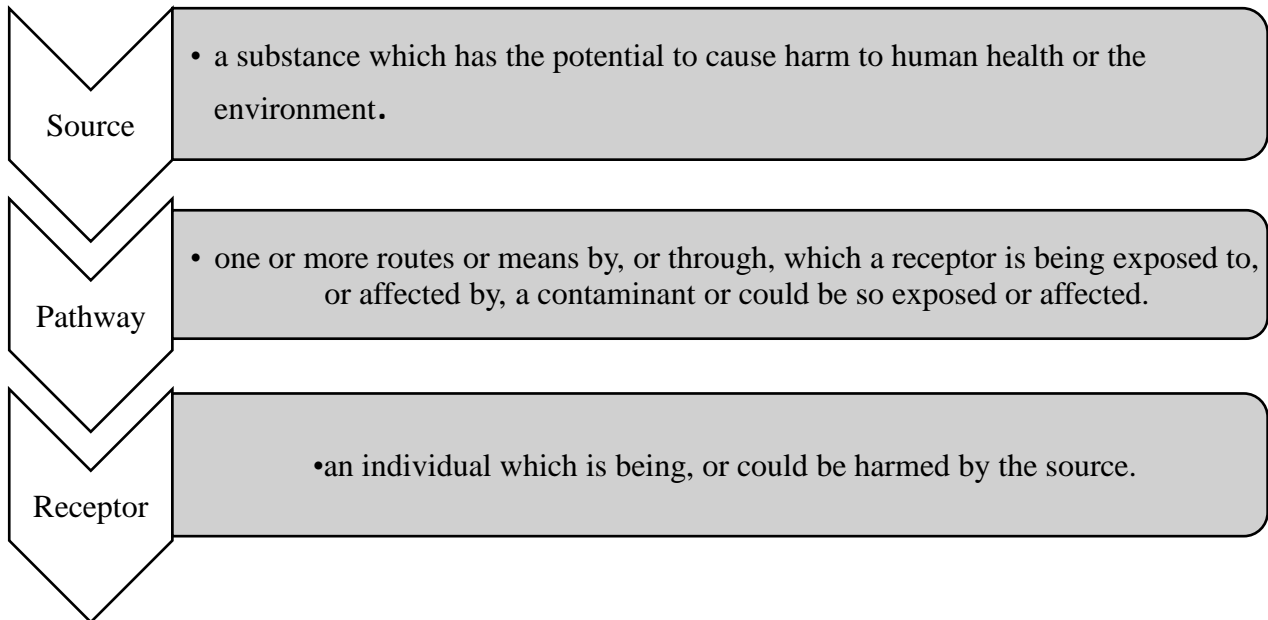 Source
• a substance which has the potential to cause harm to human health or the
environment.
Pathway
• one or more routes or means by, or through, which a receptor is being exposed to,
or affected by, a contaminant or could be so exposed or affected.
Receptor
•an individual which is being, or could be harmed by the source.